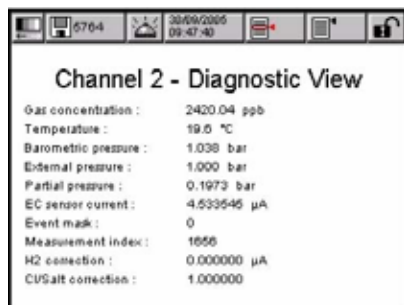 6764
30/09/2005
09:47:40
Channel 2 - Diagnostic View
Gas concentration : 2420.04 ppb
Temperature : 19.6 °C
Barometric pressure : 1.038 bar
External pressure : 1.000 bar
Partial pressure : 0.1973 bar
EC sensor current : 4.533545 µA
Event mask : 0
Measurement index : 1656
H2 correction : 0.000000 µA
Cl/Salt correction : 1.000000